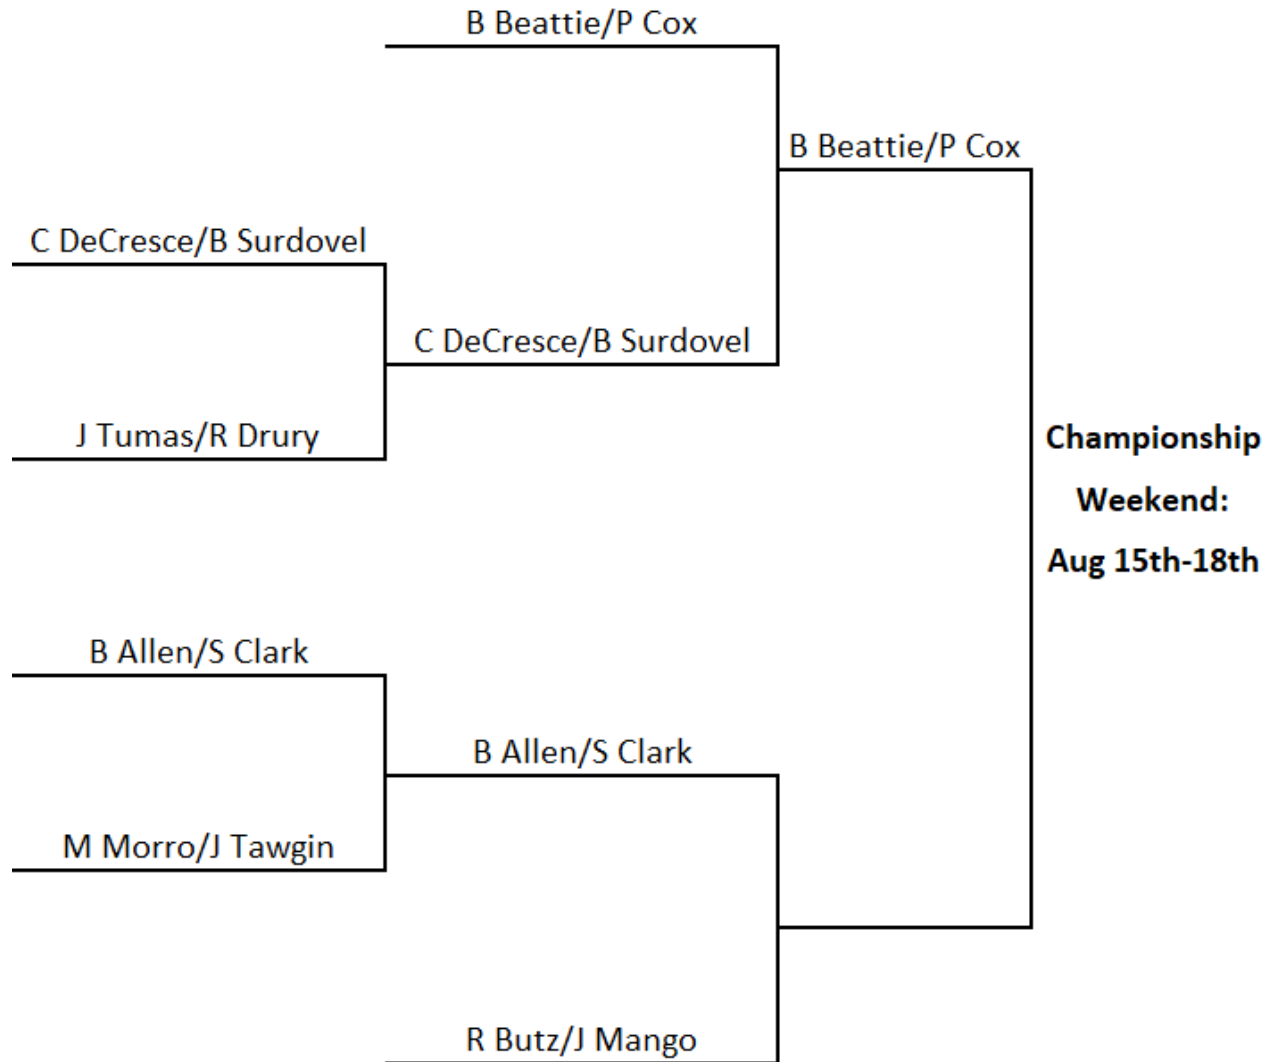 B Beattie/P Cox
B Beattie/P Cox
C DeCresce/B Surdovel
C DeCresce/B Surdovel
J Tumas/R Drury
Championship
Weekend:
Aug 15th-18th
B Allen/S Clark
B Allen/S Clark
M Morro/J Tawgin
R Butz/J Mango